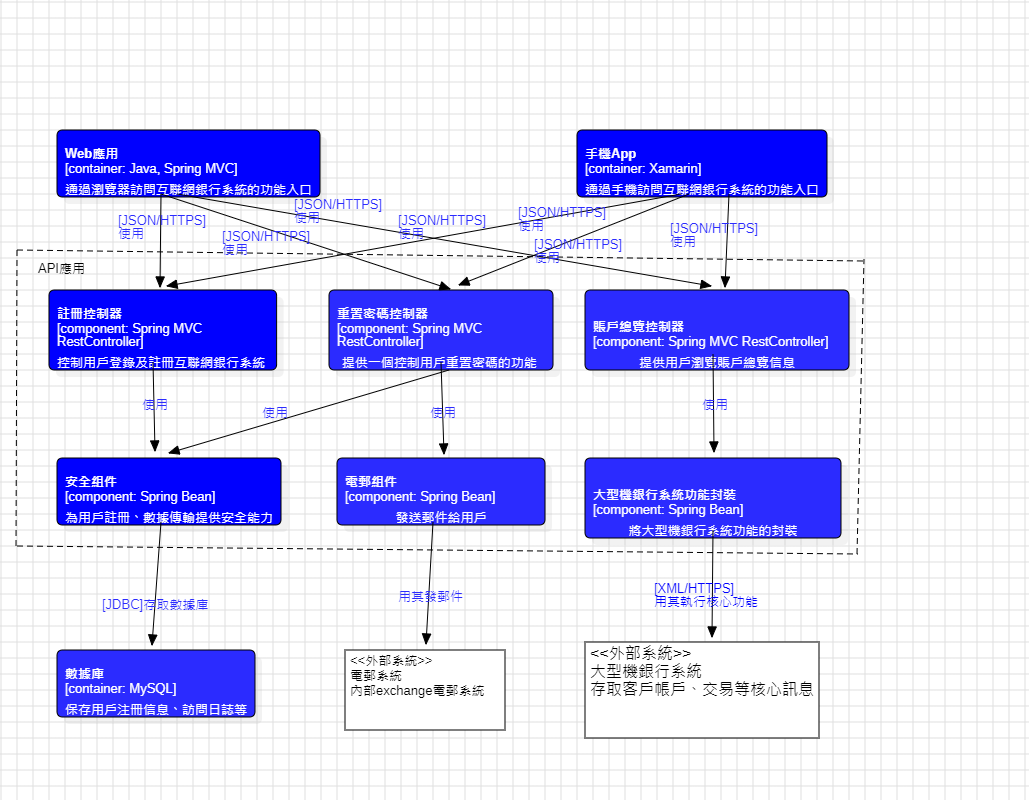 Web應用
[container: Java, Spring MVC]
通過瀏覽器訪問互聯網銀行系統的功能入口
手機App
[container: Xamarin]
通過手機訪問互聯網銀行系統的功能入口
[JSON/HTTPS]
使用
[JSON/HTTPS]
使用
[JSON/HTTPS]
使用
[JSON/HTTPS]
使用
[JSON/HTTPS]
使用
[JSON/HTTPS]
使用
[JSON/HTTPS]
使用
API應用
註冊控制器
[component: Spring MVC
RestController]
控制用戶登錄及註冊互聯網銀行系統
重置密碼控制器
[component: Spring MVC
RestController]
提供一個控制用戶重置密碼的功能
賬戶總覽控制器
[component: Spring MVC RestController]
提供用戶瀏覽賬戶總覽信息
使用
使用
使用
使用
安全組件
[component: Spring Bean]
為用戶註冊、數據傳輸提供安全能力
電郵組件
[component: Spring Bean]
發送郵件給用戶
大型機銀行系統功能封裝
[component: Spring Bean]
將大型機銀行系統功能的封裝
[JDBC]存取數據庫
用其發郵件
[XML/HTTPS]
用其執行核心功能
數據庫
[container: MySQL]
保存用戶注冊信息、訪問日誌等
<<外部系統>>
電郵系統
內部exchange電郵系統
<<外部系統>>
大型機銀行系統
存取客戶帳戶、交易等核心訊息